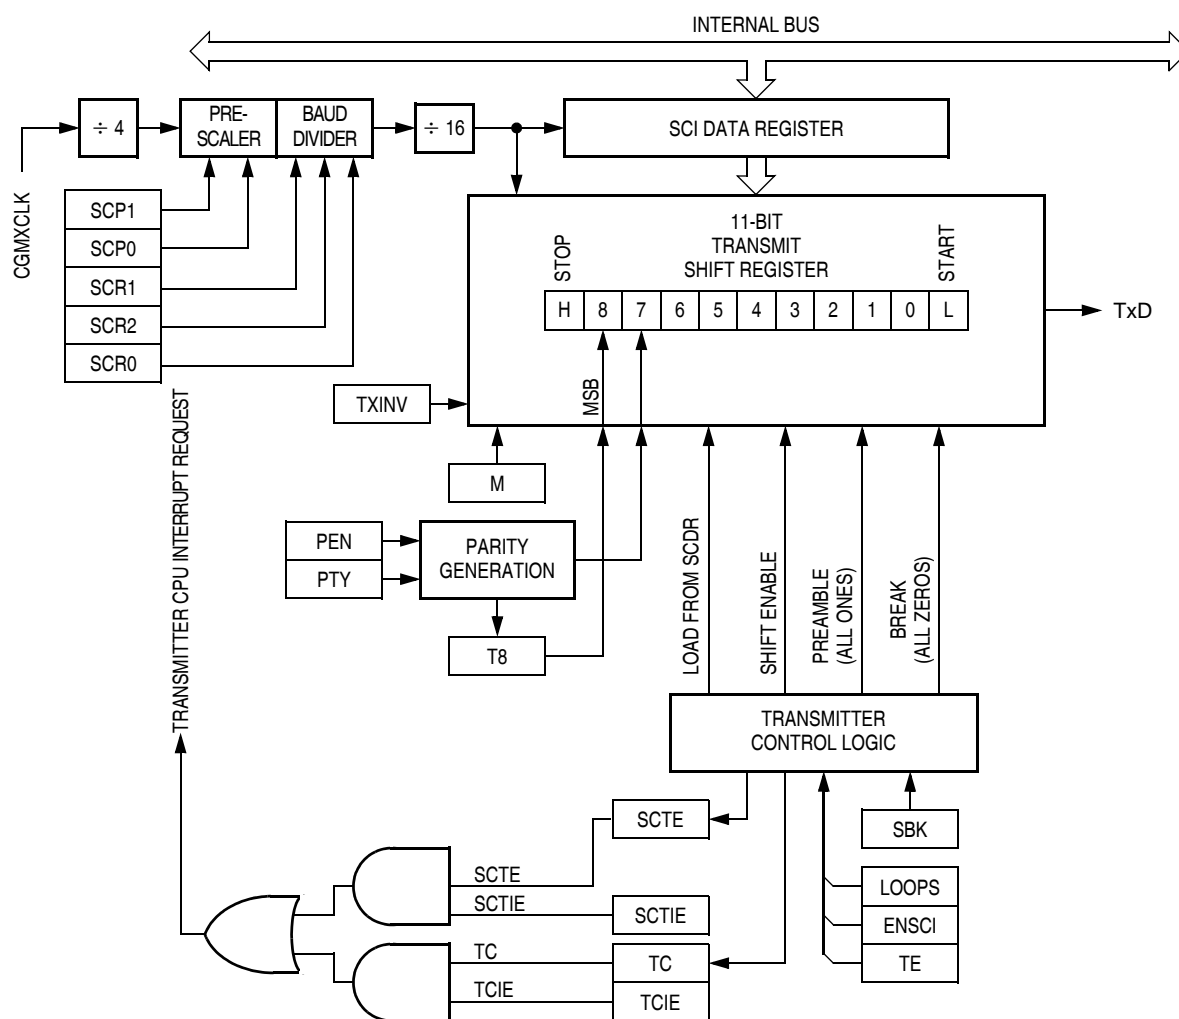 INTERNAL BUS
÷ 4
PRE-
SCALER
BAUD
DIVIDER
÷ 16
SCI DATA REGISTER
CGMXCLK
SCP1
SCP0
SCR1
SCR2
SCR0
11-BIT
TRANSMIT
SHIFT REGISTER
STOP
START
H 8 7 6 5 4 3 2 1 0 L
TxD
TXINV
MSB
M
PEN
PTY
PARITY
GENERATION
T8
LOAD FROM SCDR
SHIFT ENABLE
PREAMBLE
(ALL ONES)
BREAK
(ALL ZEROS)
TRANSMITTER CPU INTERRUPT REQUEST
TRANSMITTER
CONTROL LOGIC
SCTE
SBK
SCTE
SCTIE
SCTIE
LOOPS
ENSCI
TE
TC
TC
TCIE
TCIE